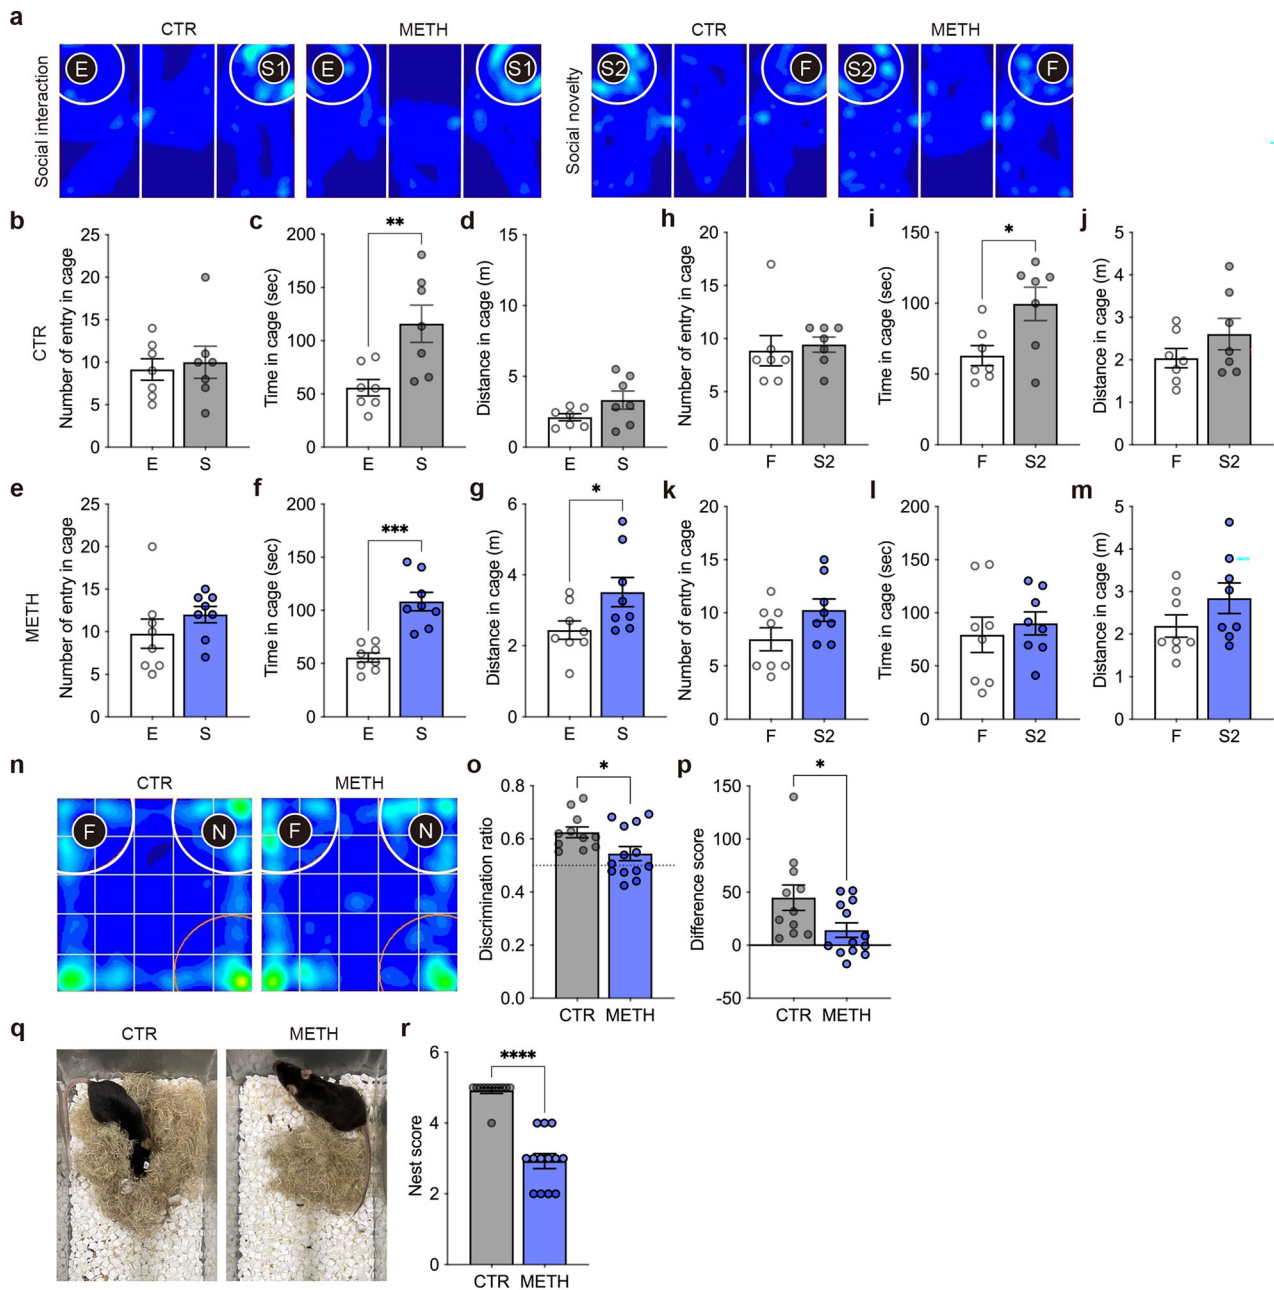 a
CTR
METH
CTR
METH
Social interaction
E
S1
E
S1
Social novelty
S2
F
S2
F
b
Number of entry in cage
25
20
15
10
5
0
E
S
CTR
c
Time in cage (sec)
200
150
100
50
0
**
E
S
d
Distance in cage (m)
15
10
5
0
E
S
h
Number of entry in cage
20
15
10
5
0
F
S2
i
Time in cage (sec)
150
100
50
0
*
F
S2
j
Distance in cage (m)
5
4
3
2
1
0
F
S2
e
Number of entry in cage
25
20
15
10
5
0
E
S
METH
f
Time in cage (sec)
200
150
100
50
0
***
E
S
g
Distance in cage (m)
6
4
2
0
*
E
S
k
Number of entry in cage
20
15
10
5
0
F
S2
l
Time in cage (sec)
200
150
100
50
0
F
S2
m
Distance in cage (m)
5
4
3
2
1
0
F
S2
n
CTR
METH
F
N
F
N
o
Discrimination ratio
0.8
0.6
0.4
0.2
0.0
*
CTR METH
p
Difference score
150
100
50
0
-50
*
CTR METH
q
CTR
METH
r
Nest score
6
4
2
0
****
CTR METH